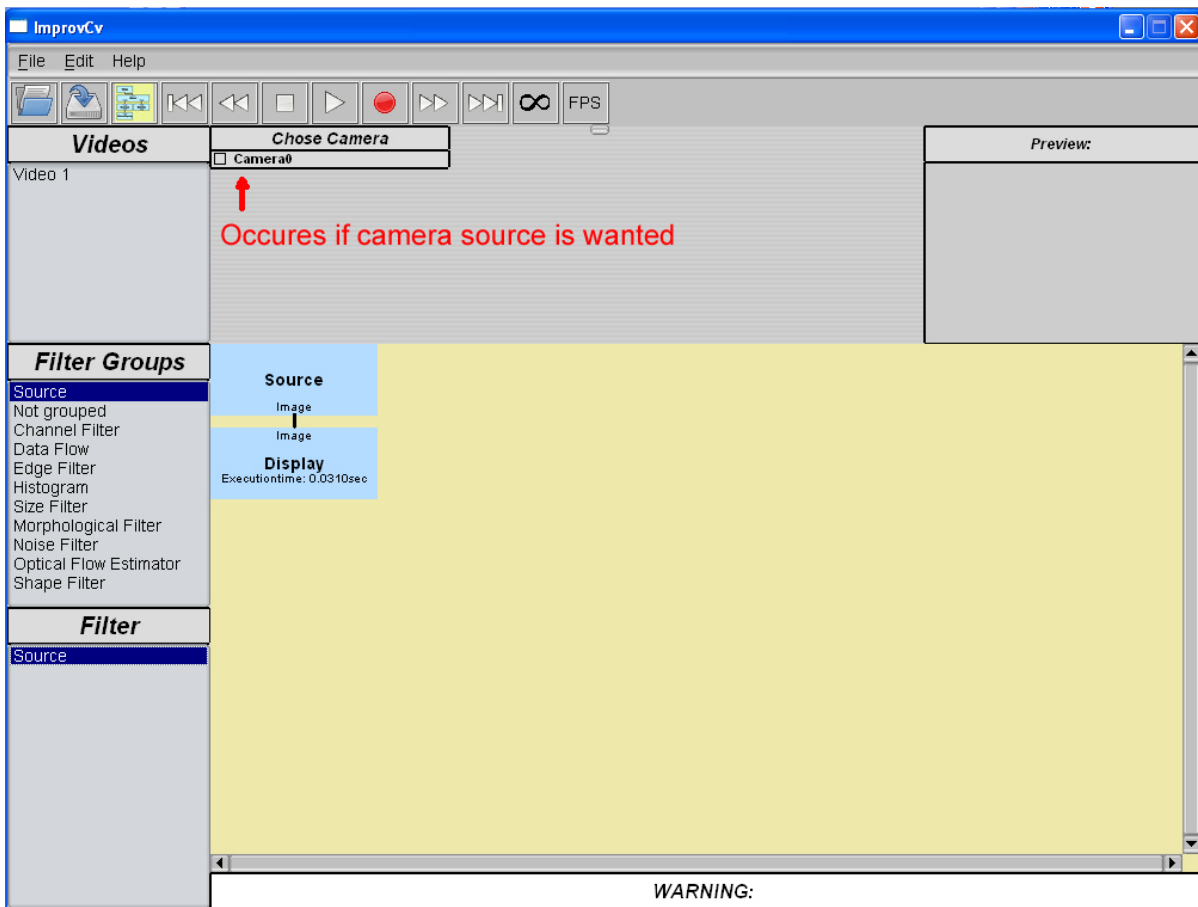 ImprovCv
File Edit Help
FPS
Videos
Video 1
Chose Camera
Camera0
Occures if camera source is wanted
Preview:
Filter Groups
Source
Not grouped
Channel Filter
Data Flow
Edge Filter
Histogram
Size Filter
Morphological Filter
Noise Filter
Optical Flow Estimator
Shape Filter
Filter
Source
Source
Image
Image
Display
Executiontime: 0.0310sec
WARNING: